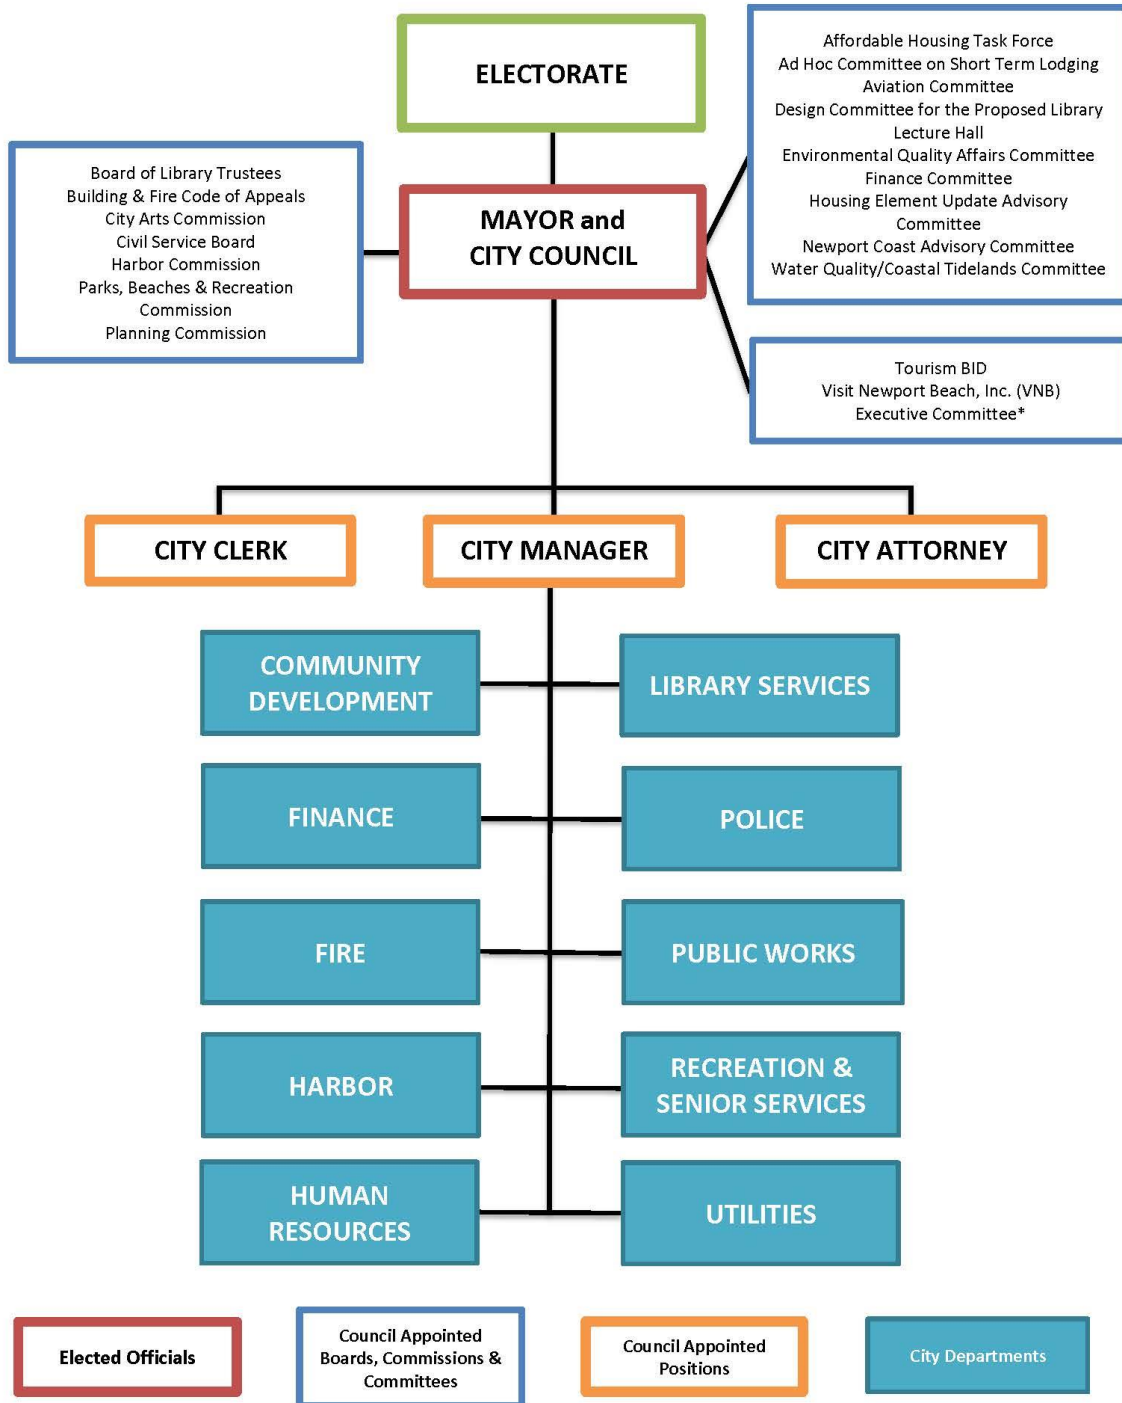 ELECTORATE
Affordable Housing Task Force
Ad Hoc Committee on Short Term Lodging
Aviation Committee
Design Committee for the Proposed Library
Lecture Hall
Environmental Quality Affairs Committee
Finance Committee
Housing Element Update Advisory
Committee
Newport Coast Advisory Committee
Water Quality/Coastal Tidelands Committee
Board of Library Trustees
Building & Fire Code of Appeals
City Arts Commission
Civil Service Board
Harbor Commission
Parks, Beaches & Recreation
Commission
Planning Commission
MAYOR and
CITY COUNCIL
Tourism BID
Visit Newport Beach, Inc. (VNB)
Executive Committee*
CITY CLERK
CITY MANAGER
CITY ATTORNEY
COMMUNITY
DEVELOPMENT
LIBRARY SERVICES
FINANCE
POLICE
FIRE
PUBLIC WORKS
HARBOR
RECREATION &
SENIOR SERVICES
HUMAN
RESOURCES
UTILITIES
Elected Officials
Council Appointed
Boards, Commissions &
Committees
Council Appointed
Positions
City Departments